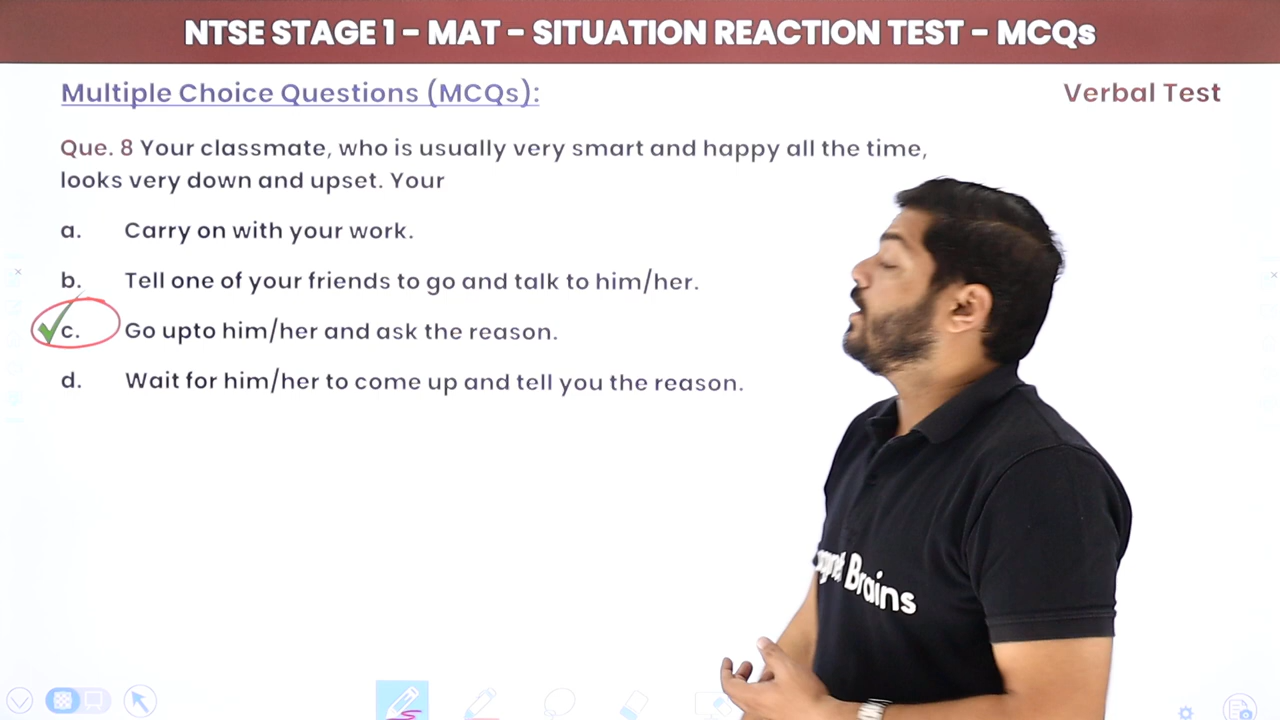 NTSE STAGE 1 – MAT – SITUATION REACTION TEST – MCQs
Multiple Choice Questions (MCQs):
Verbal Test
Que. 8 Your classmate, who is usually very smart and happy all the time,
looks very down and upset. Your
a. Carry on with your work.
b. Tell one of your friends to go and talk to him/her.
c. Go upto him/her and ask the reason.
d. Wait for him/her to come up and tell you the reason.
Brains